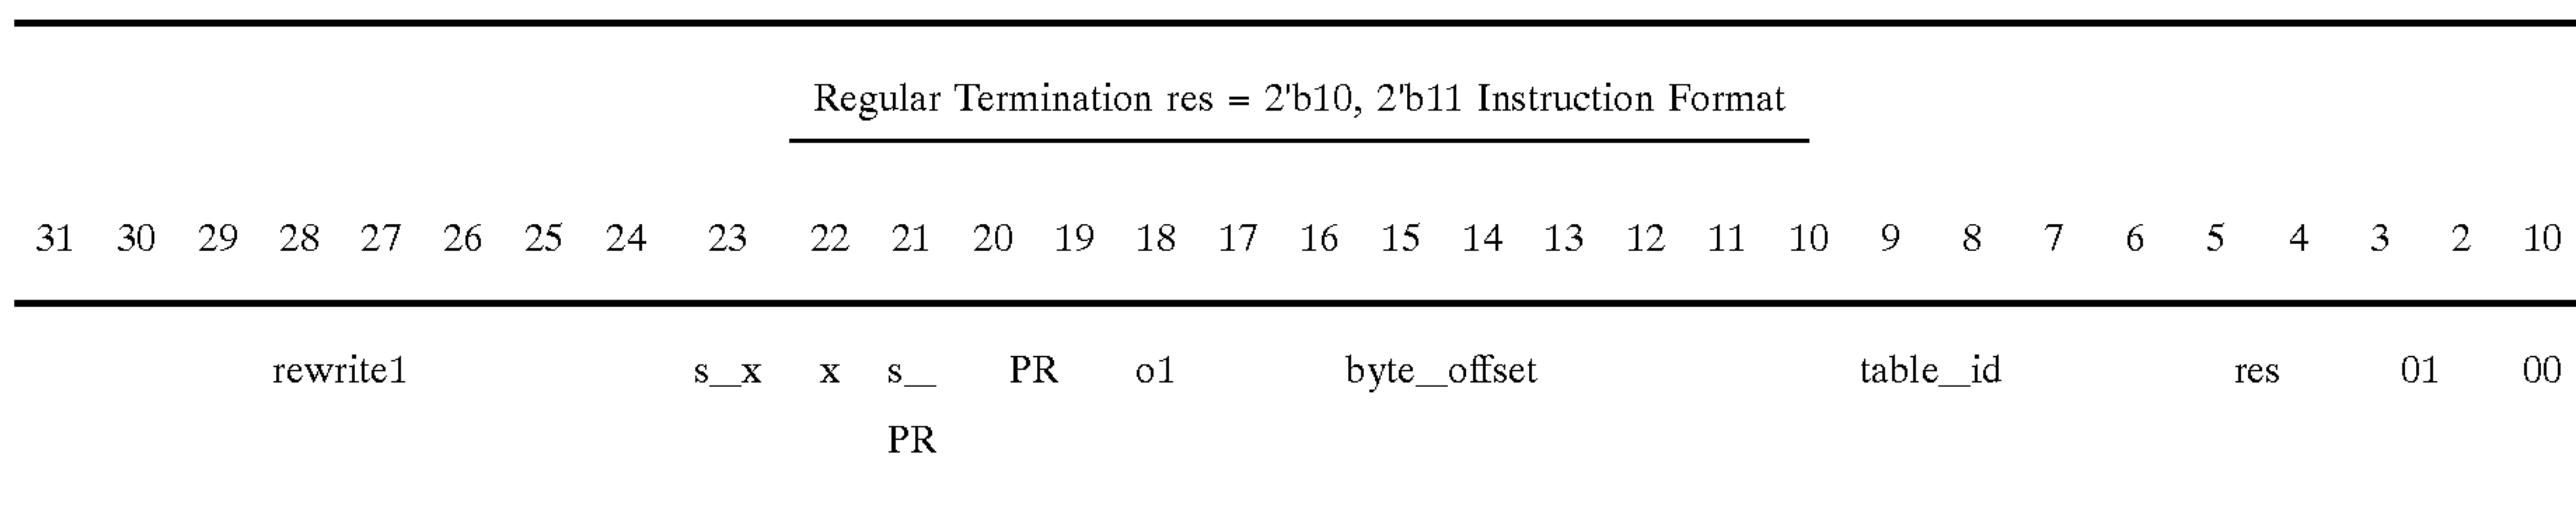 Regular Termination res = 2'b10, 2'b11 Instruction Format
31 30 29 28 27 26 25 24 23 22 21 20 19 18 17 16 15 14 13 12 11 10 9 8 7 6 5 4 3 2 10
rewrite1 s_x x s_ PR o1 byte_offset table_id res 01 00
PR